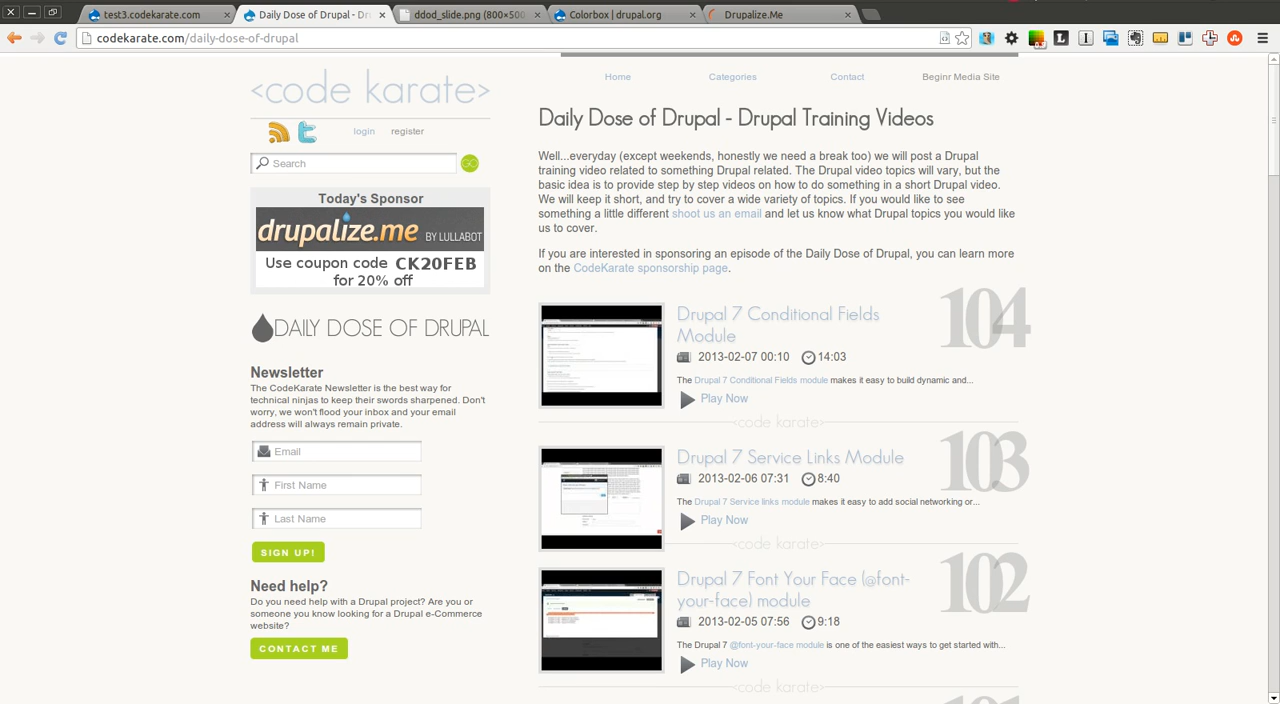 test3.codekarate.com
Daily Dose of Drupal - Dr
ddod_slide.png (800×500
Colorbox | drupal.org
Drupalize.Me
codekarate.com/daily-dose-of-drupal
<code karate>
login register
Search
GO
Today's Sponsor
drupalize.me BY LULLABOT
Use coupon code CK20FEB
for 20% off
DAILY DOSE OF DRUPAL
Newsletter
The CodeKarate Newsletter is the best way for
technical ninjas to keep their swords sharpened. Don't
worry, we won't flood your inbox and your email
address will always remain private.
Email
First Name
Last Name
SIGN UP!
Need help?
Do you need help with a Drupal project? Are you or
someone you know looking for a Drupal e-Commerce
website?
CONTACT ME
Home Categories Contact Beginr Media Site
Daily Dose of Drupal - Drupal Training Videos
Well...everyday (except weekends, honestly we need a break too) we will post a Drupal
training video related to something Drupal related. The Drupal video topics will vary, but the
basic idea is to provide step by step videos on how to do something in a short Drupal video.
We will keep it short, and try to cover a wide variety of topics. If you would like to see
something a little different shoot us an email and let us know what Drupal topics you would like
us to cover.
If you are interested in sponsoring an episode of the Daily Dose of Drupal, you can learn more
on the CodeKarate sponsorship page.
104
Drupal 7 Conditional Fields
Module
2013-02-07 00:10 14:03
The Drupal 7 Conditional Fields module makes it easy to build dynamic and...
Play Now
<code karate>
103
Drupal 7 Service Links Module
2013-02-06 07:31 8:40
The Drupal 7 Service links module makes it easy to add social networking or...
Play Now
<code karate>
102
Drupal 7 Font Your Face (@font-
your-face) module
2013-02-05 07:56 9:18
The Drupal 7 @font-your-face module is one of the easiest ways to get started with...
Play Now
<code karate>